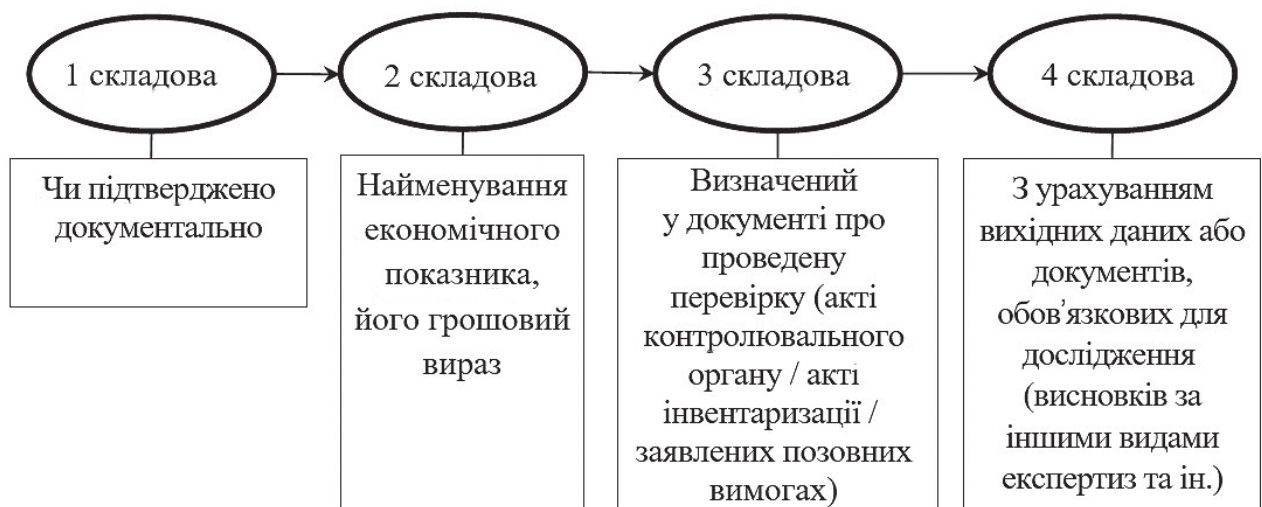 1 складова
2 складова
3 складова
4 складова
Чи підтверджено
документально
Найменування
економічного
показника,
його грошовий
вираз
Визначений
у документі про
проведену
перевірку (акті
контролювального
органу / акті
інвентаризації /
заявлених позовних
вимогах)
З урахуванням
вихідних даних або
документів,
обов’язкових для
дослідження
(висновків за
іншими видами
експертиз та ін.)